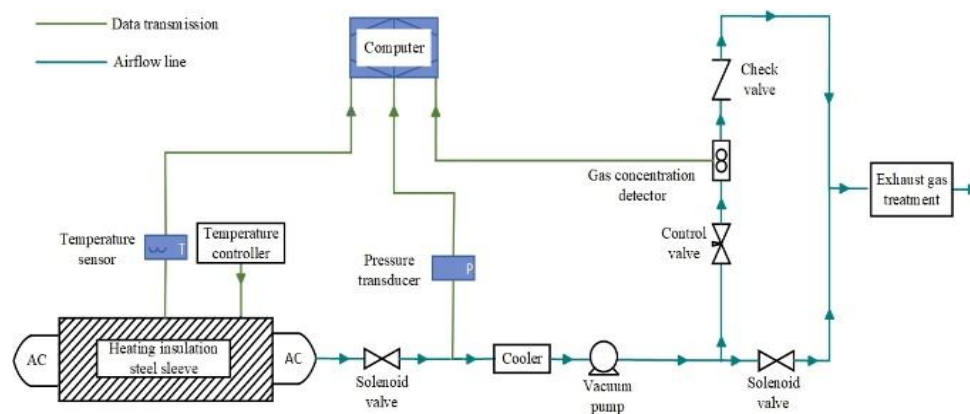 Data transmission
Airflow line
Computer
Check
valve
Gas concentration
detector
Exhaust gas
treatment
Control
valve
Temperature
sensor
T
Temperature
controller
Pressure
transducer
P
AC
Heating insulation
steel sleeve
AC
Solenoid
valve
Cooler
Vacuum
pump
Solenoid
valve